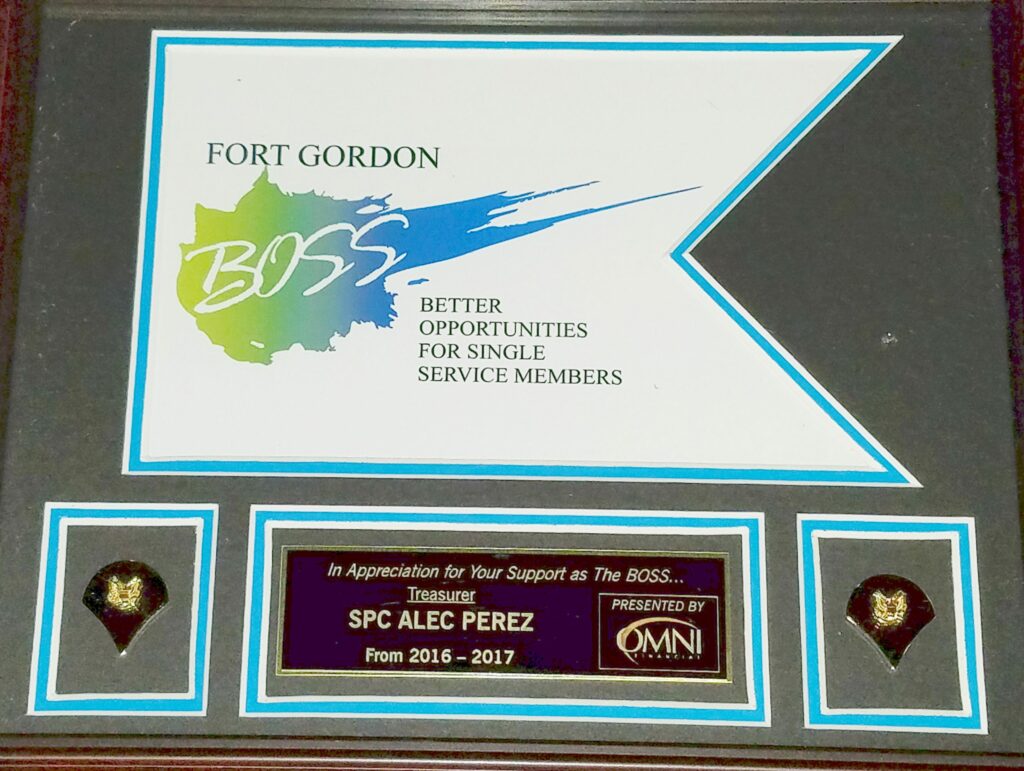 FORT GORDON
BOSS
BETTER
OPPORTUNITIES
FOR SINGLE
SERVICE MEMBERS
In Appreciation for Your Support as The BOSS...
Treasurer
SPC ALEC PEREZ
From 2016 – 2017
PRESENTED BY
OMNI
FINANCIAL